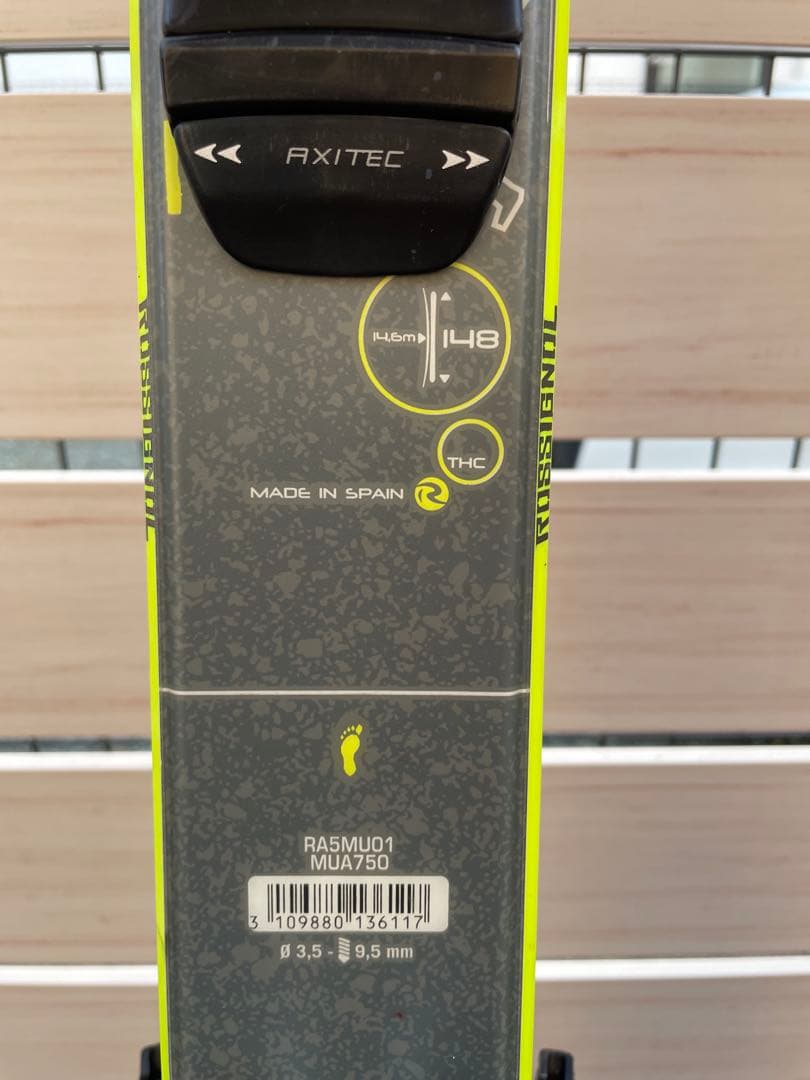 AXITEC
14,6m 148
THC
MADE IN SPAIN
ROSSIGNOL
ROSSIGNOL
RA5MU01
MUA750
3 109880 136117
Ø 3,5 - 9,5 mm